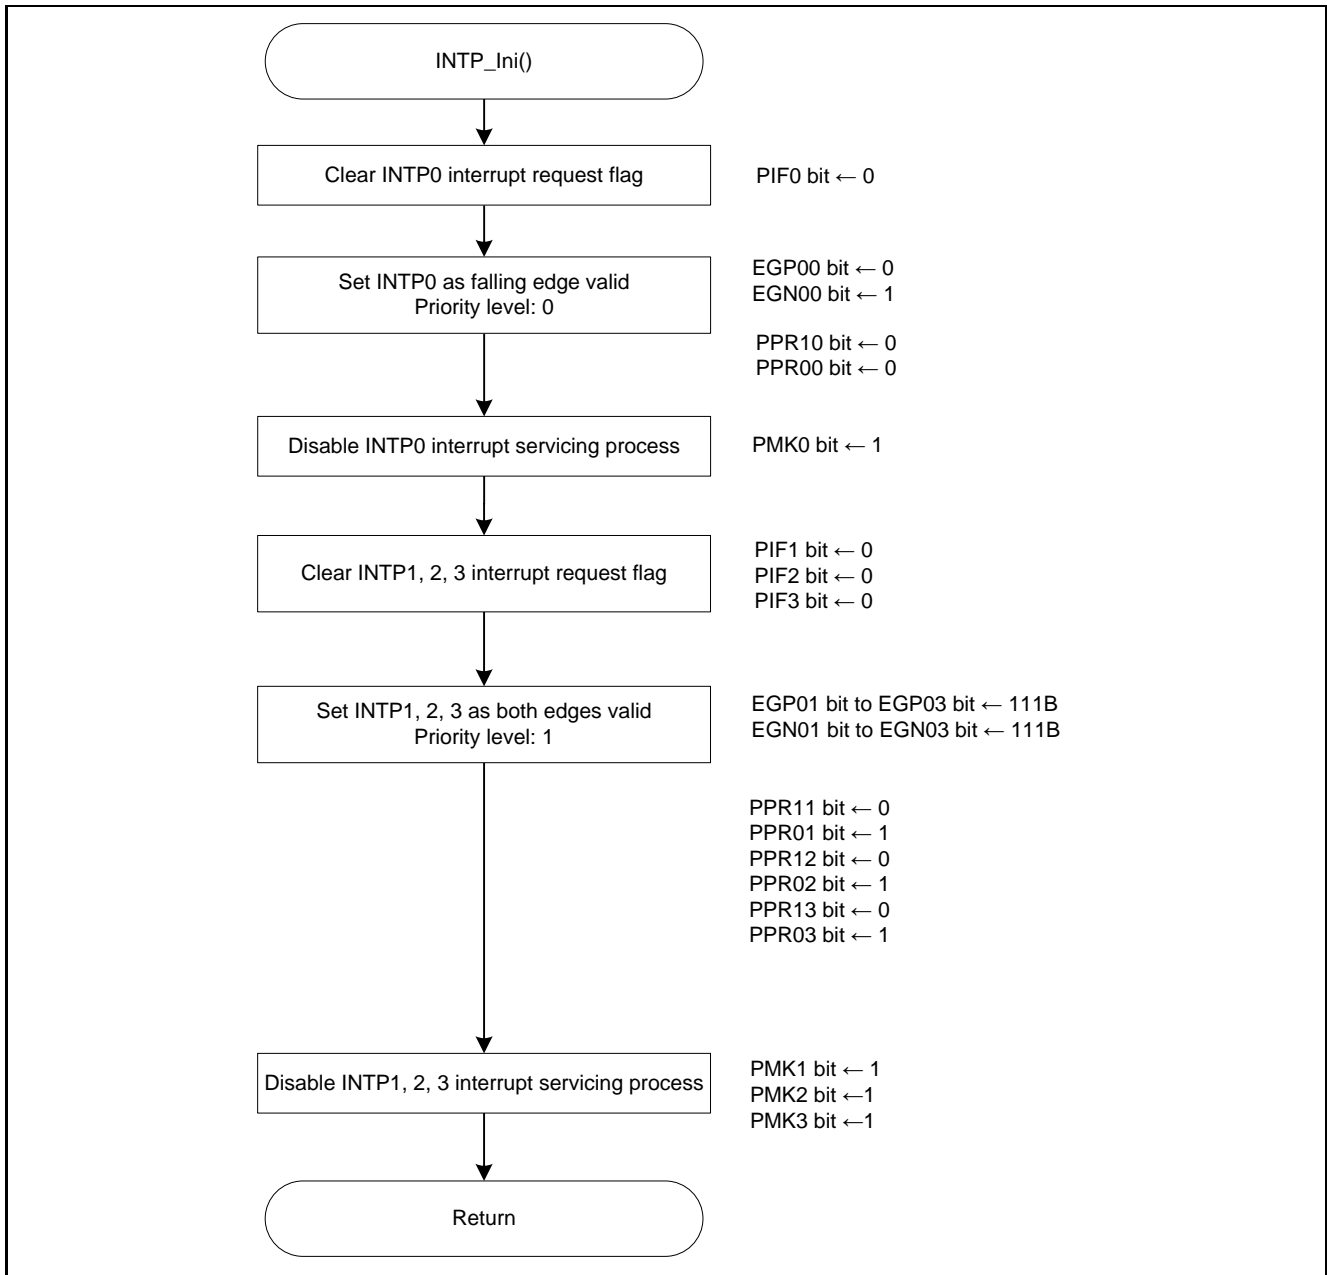 INTP_Ini()
Clear INTP0 interrupt request flag
PIF0 bit ← 0
Set INTP0 as falling edge valid
Priority level: 0
EGP00 bit ← 0
EGN00 bit ← 1
PPR10 bit ← 0
PPR00 bit ← 0
Disable INTP0 interrupt servicing process
PMK0 bit ← 1
Clear INTP1, 2, 3 interrupt request flag
PIF1 bit ← 0
PIF2 bit ← 0
PIF3 bit ← 0
Set INTP1, 2, 3 as both edges valid
Priority level: 1
EGP01 bit to EGP03 bit ← 111B
EGN01 bit to EGN03 bit ← 111B
PPR11 bit ← 0
PPR01 bit ← 1
PPR12 bit ← 0
PPR02 bit ← 1
PPR13 bit ← 0
PPR03 bit ← 1
Disable INTP1, 2, 3 interrupt servicing process
PMK1 bit ← 1
PMK2 bit ←1
PMK3 bit ←1
Return